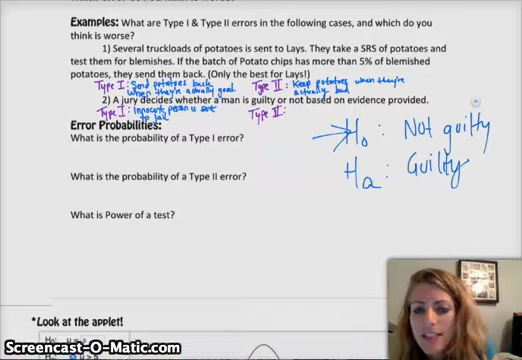 Examples: What are Type I & Type II errors in the following cases, and which do you
think is worse?
1) Several truckloads of potatoes is sent to Lays. They take a SRS of potatoes and
test them for blemishes. If the batch of Potato chips has more than 5% of blemished
potatoes, they send them back. (Only the best for Lays!)
Type I: Send potatoes back when they're actually good
Type II: Keep potatoes when they're actually bad
2) A jury decides whether a man is guilty or not based on evidence provided.
Type I: Innocent person is sent to jail
Type II:
H₀: Not guilty
Hₐ: Guilty
Error Probabilities:
What is the probability of a Type I error?
What is the probability of a Type II error?
What is Power of a test?
*Look at the applet!
Screencast-O-Matic.com